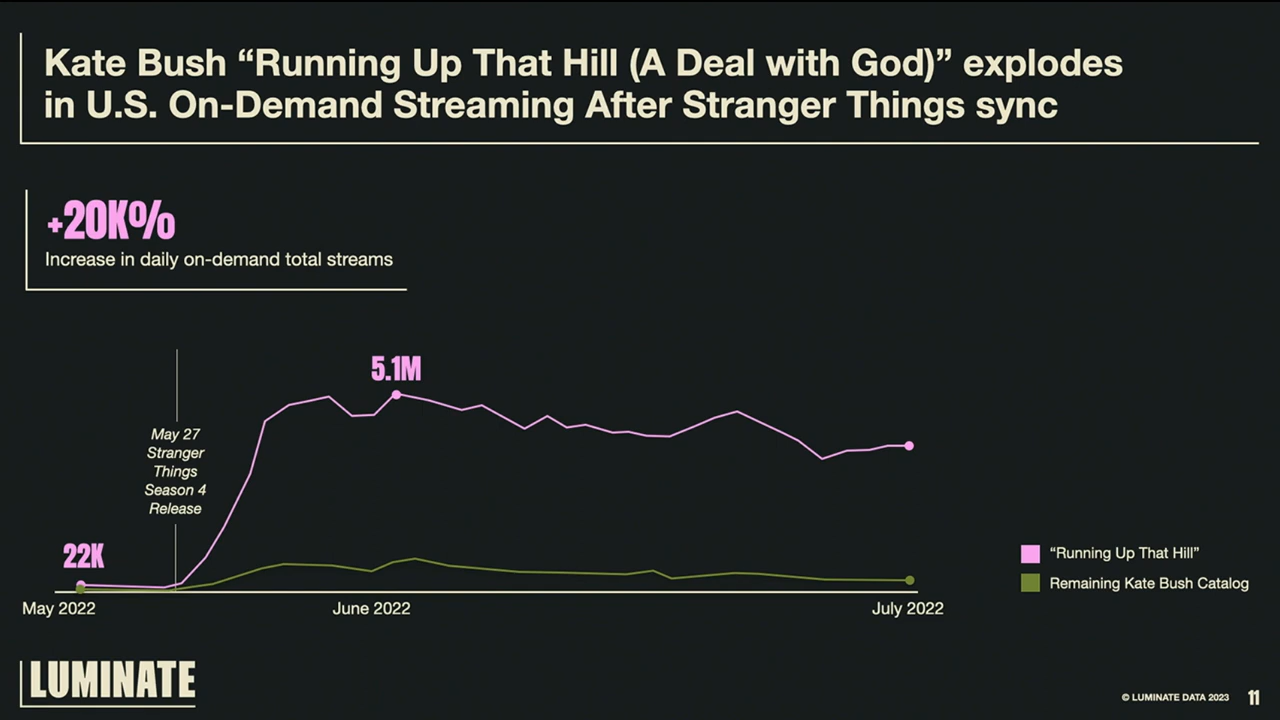 Kate Bush “Running Up That Hill (A Deal with God)” explodes
in U.S. On-Demand Streaming After Stranger Things sync
+20K%
Increase in daily on-demand total streams
5.1M
May 27
Stranger
Things
Season 4
Release
22K
“Running Up That Hill”
Remaining Kate Bush Catalog
May 2022
June 2022
July 2022
LUMINATE
© LUMINATE DATA 2023
11